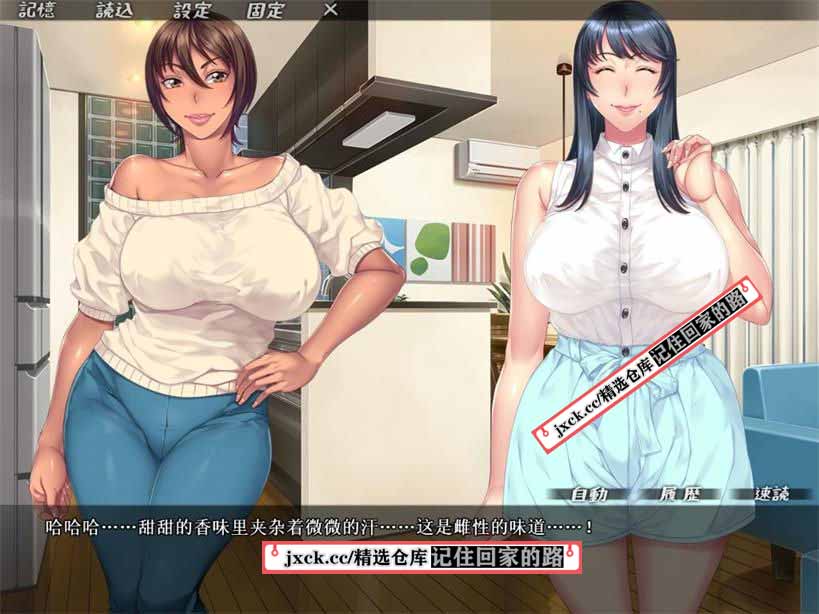 記憶 読込 設定 固定 ×
jxck.cc/精选仓库记住回家的路
自動 履歴 速読
哈哈哈……甜甜的香味里夹杂着微微的汗……这是雌性的味道……！
jxck.cc/精选仓库记住回家的路